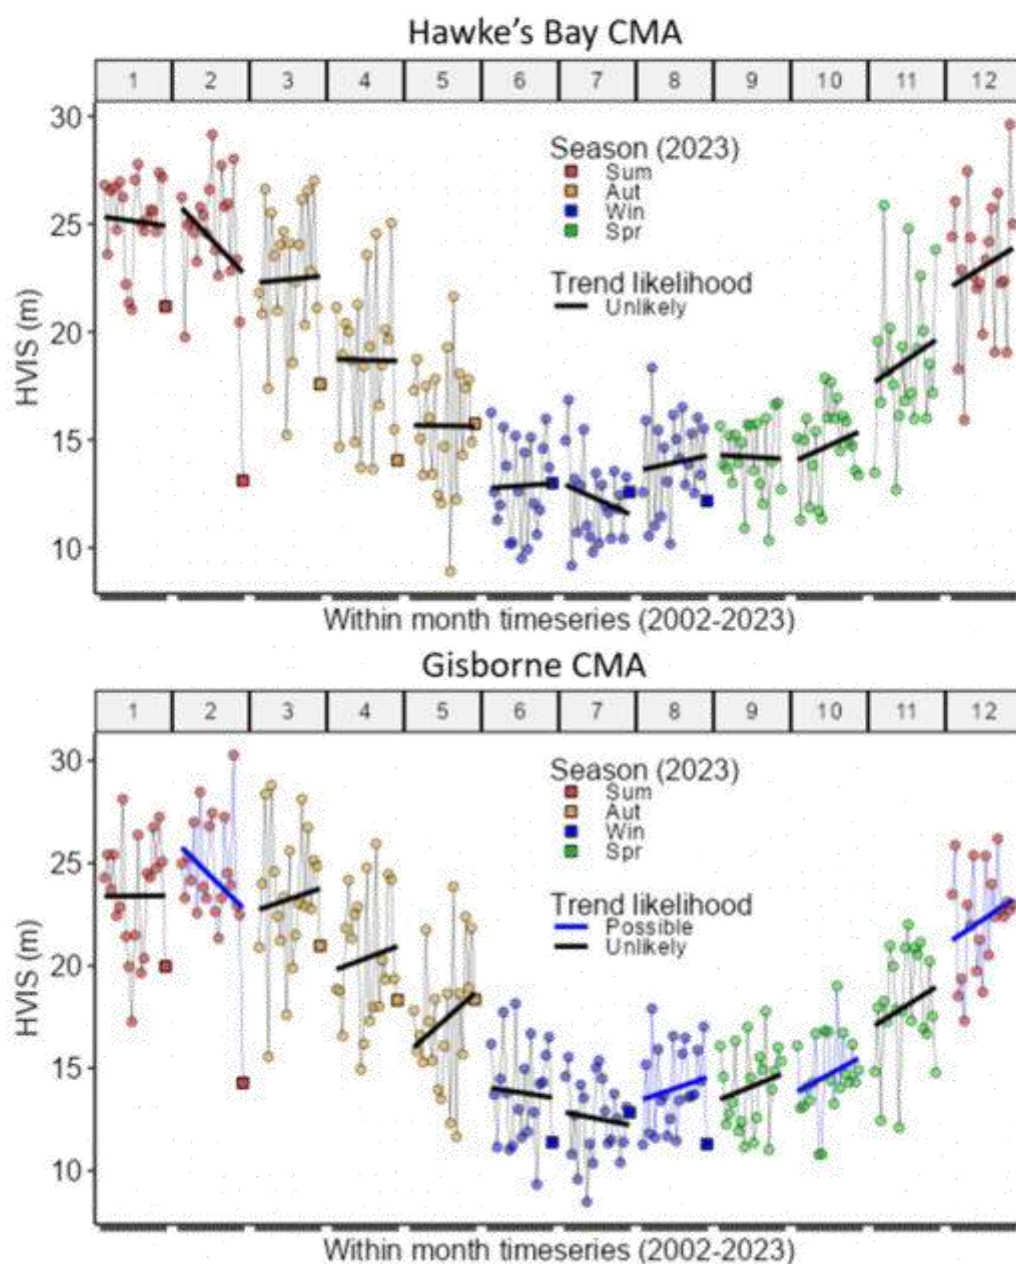 Hawke's Bay CMA
1 2 3 4 5 6 7 8 9 10 11 12
30
25
20
15
10
HVIS (m)
Season (2023)
Sum
Aut
Win
Spr
Trend likelihood
Unlikely
Within month timeseries (2002-2023)
Gisborne CMA
1 2 3 4 5 6 7 8 9 10 11 12
30
25
20
15
10
HVIS (m)
Season (2023)
Sum
Aut
Win
Spr
Trend likelihood
Possible
Unlikely
Within month timeseries (2002-2023)